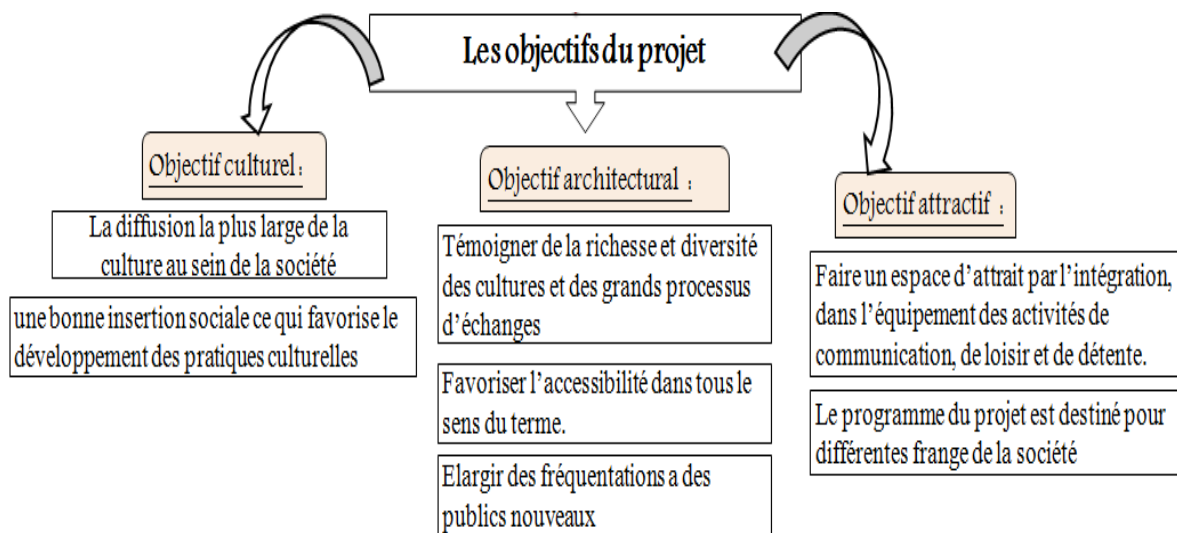 Les objectifs du projet
Objectif culturel :
La diffusion la plus large de la
culture au sein de la société
une bonne insertion sociale ce qui favorise le
développement des pratiques culturelles
Objectif architectural :
Témoigner de la richesse et diversité
des cultures et des grands processus
d'échanges
Favoriser l'accessibilité dans tous le
sens du terme.
Elargir des fréquentations a des
publics nouveaux
Objectif attractif :
Faire un espace d'attrait par l'intégration,
dans l'équipement des activités de
communication, de loisir et de détente.
Le programme du projet est destiné pour
différentes frange de la société